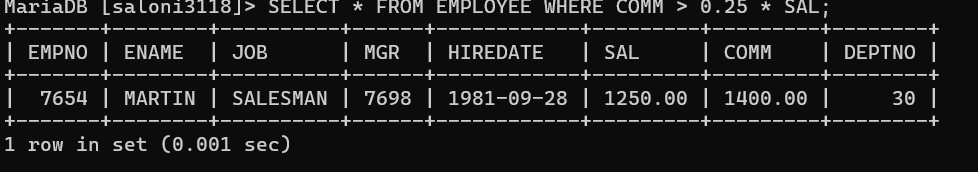 MariaDB [saloni3118]> SELECT * FROM EMPLOYEE WHERE COMM > 0.25 * SAL;
+-------+--------+----------+------+------------+---------+---------+--------+
| EMPNO | ENAME  | JOB      | MGR  | HIREDATE   | SAL     | COMM    | DEPTNO |
+-------+--------+----------+------+------------+---------+---------+--------+
|  7654 | MARTIN | SALESMAN | 7698 | 1981-09-28 | 1250.00 | 1400.00 |     30 |
+-------+--------+----------+------+------------+---------+---------+--------+
1 row in set (0.001 sec)